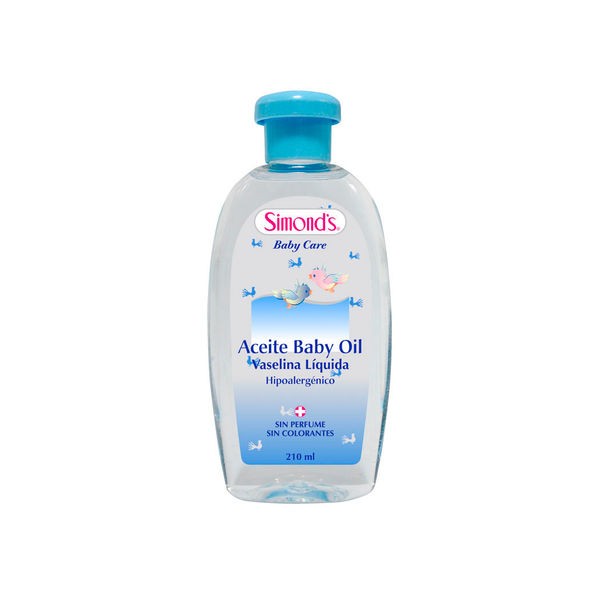 Simond's®
Baby Care
Aceite Baby Oil
Vaselina Líquida
Hipoalergénico
SIN PERFUME
SIN COLORANTES
210 ml